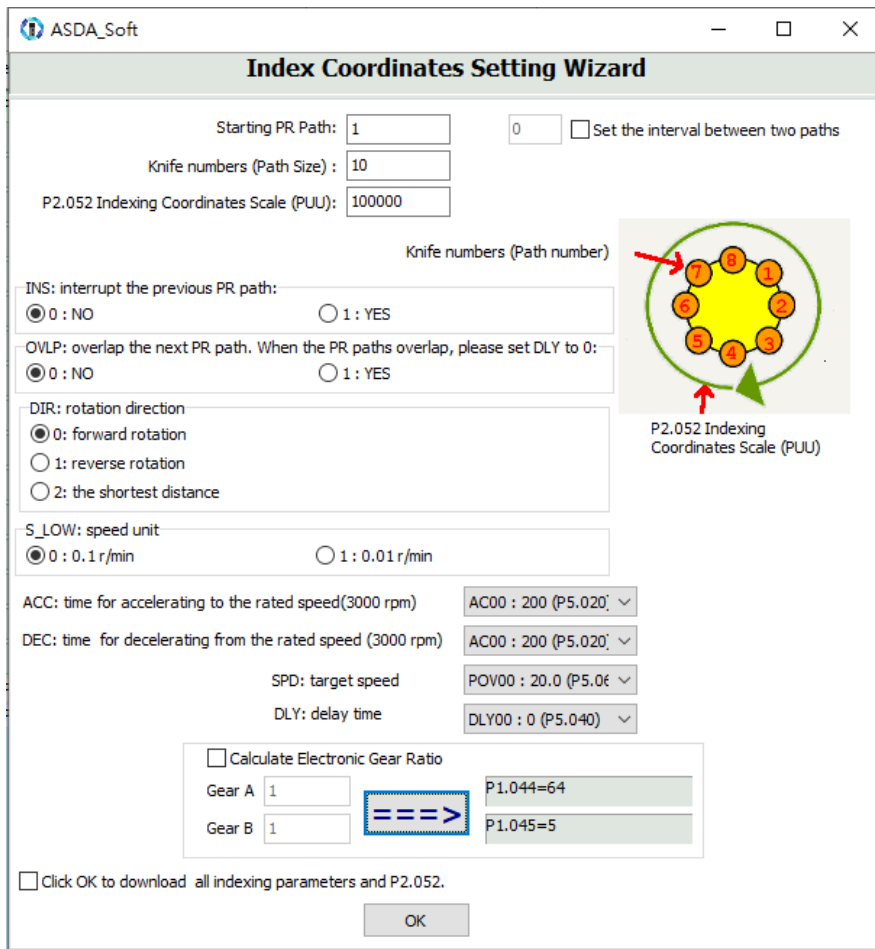 ASDA_Soft
Index Coordinates Setting Wizard
Starting PR Path: 1 0 Set the interval between two paths
Knife numbers (Path Size) : 10
P2.052 Indexing Coordinates Scale (PUU): 100000
Knife numbers (Path number)
8
7 1
6 2
5 3
4
P2.052 Indexing
Coordinates Scale (PUU)
INS: interrupt the previous PR path:
0 : NO 1 : YES
OVLP: overlap the next PR path. When the PR paths overlap, please set DLY to 0:
0 : NO 1 : YES
DIR: rotation direction
0: forward rotation
1: reverse rotation
2: the shortest distance
S_LOW: speed unit
0 : 0.1 r/min 1 : 0.01 r/min
ACC: time for accelerating to the rated speed(3000 rpm) AC00 : 200 (P5.020)
DEC: time for decelerating from the rated speed (3000 rpm) AC00 : 200 (P5.020)
SPD: target speed POV00 : 20.0 (P5.06
DLY: delay time DLY00 : 0 (P5.040)
Calculate Electronic Gear Ratio
Gear A 1 P1.044=64
===>
Gear B 1 P1.045=5
Click OK to download all indexing parameters and P2.052.
OK